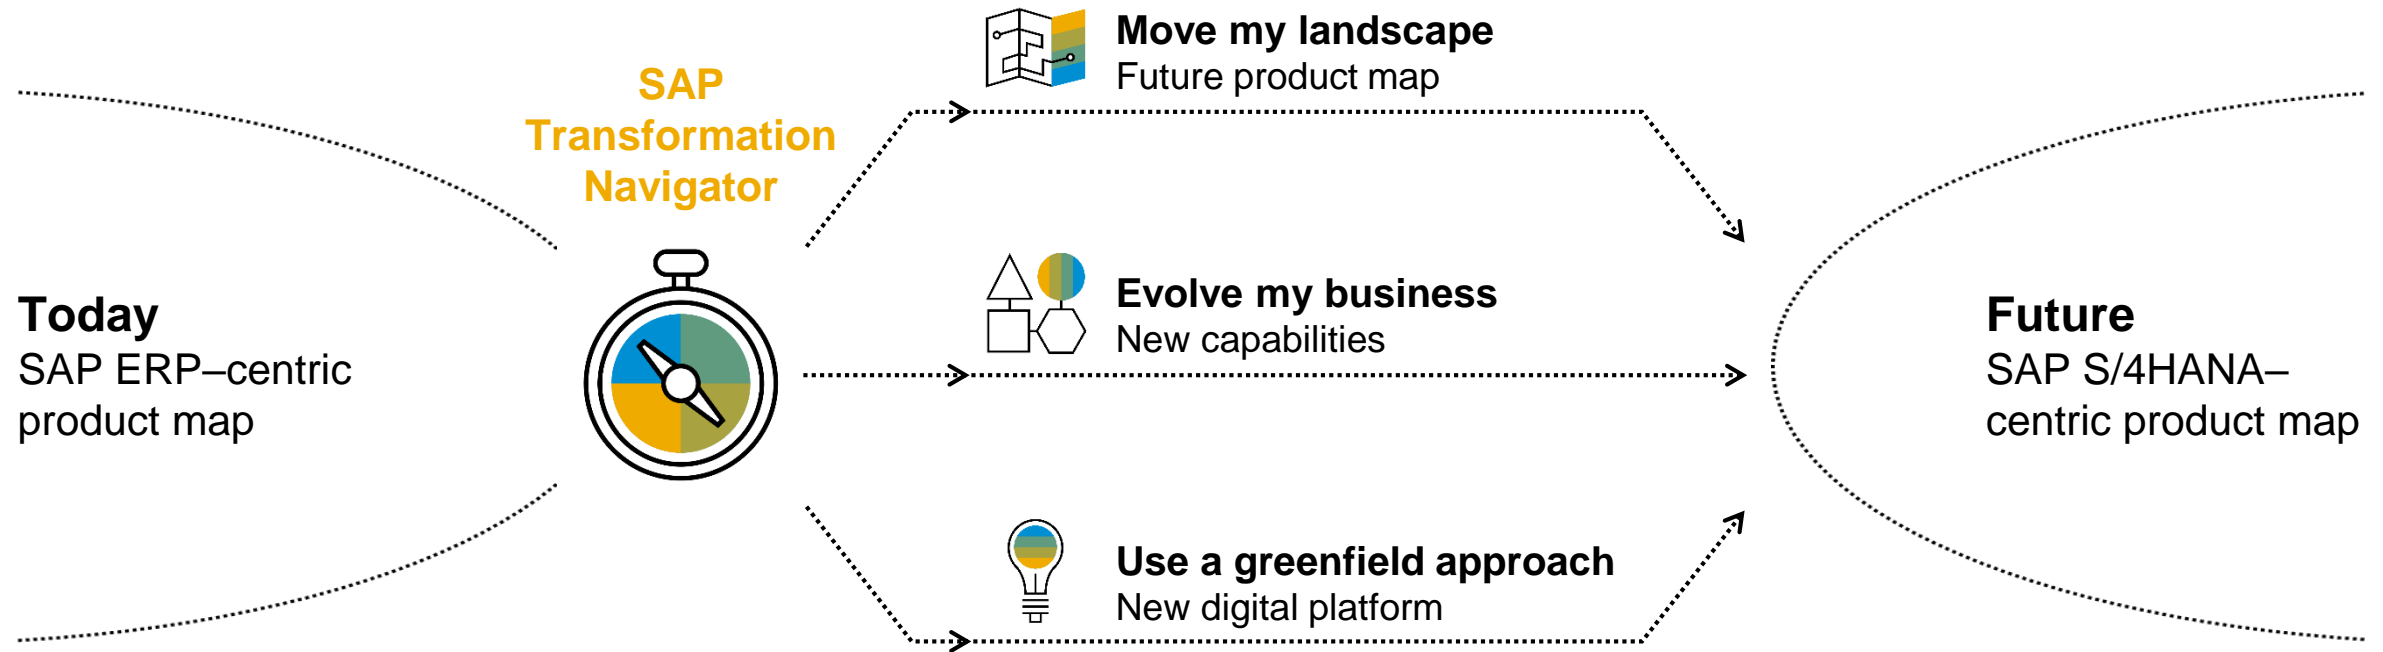 Today
SAP ERP–centric
product map
SAP
Transformation
Navigator
Move my landscape
Future product map
Evolve my business
New capabilities
Use a greenfield approach
New digital platform
Future
SAP S/4HANA–
centric product map